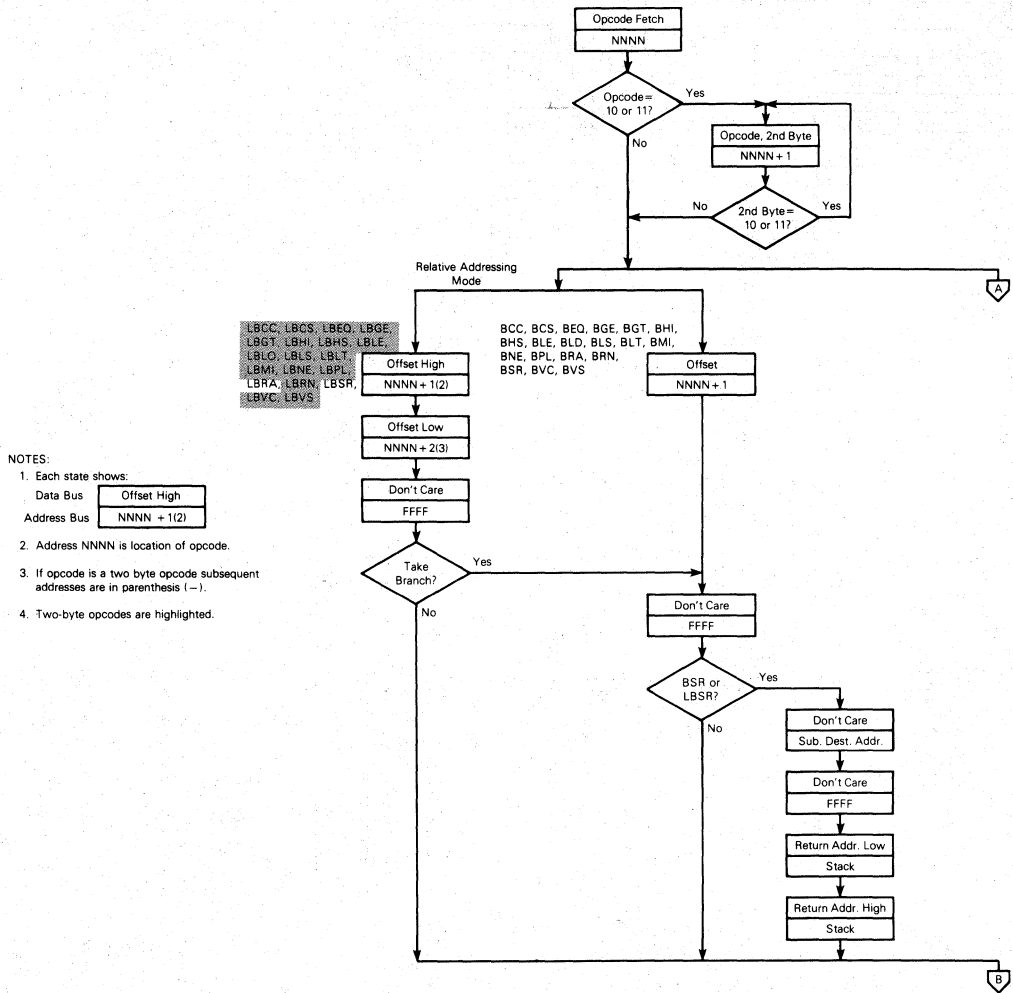 Opcode Fetch
NNNN
Opcode=
10 or 11?
Yes
No
Opcode, 2nd Byte
NNNN + 1
2nd Byte=
10 or 11?
No
Yes
A
Relative Addressing
Mode
LBCC, LBCS, LBEQ, LBGE,
LBGT, LBHI, LBHS, LBLE,
LBLO, LBLS, LBLT,
LBMI, LBNE, LBPL,
LBRA, LBRN, LBSR,
LBVC, LBVS
Offset High
NNNN + 1(2)
Offset Low
NNNN + 2(3)
Don't Care
FFFF
Take
Branch?
Yes
No
BCC, BCS, BEQ, BGE, BGT, BHI,
BHS, BLE, BLD, BLS, BLT, BMI,
BNE, BPL, BRA, BRN,
BSR, BVC, BVS
Offset
NNNN+.1
Don't Care
FFFF
BSR or
LBSR?
Yes
No
Don't Care
Sub. Dest. Addr.
Don't Care
FFFF
Return Addr. Low
Stack
Return Addr. High
Stack
B
NOTES:
1. Each state shows:
Data Bus Offset High
Address Bus NNNN + 1(2)
2. Address NNNN is location of opcode.
3. If opcode is a two byte opcode subsequent
addresses are in parenthesis (–).
4. Two-byte opcodes are highlighted.